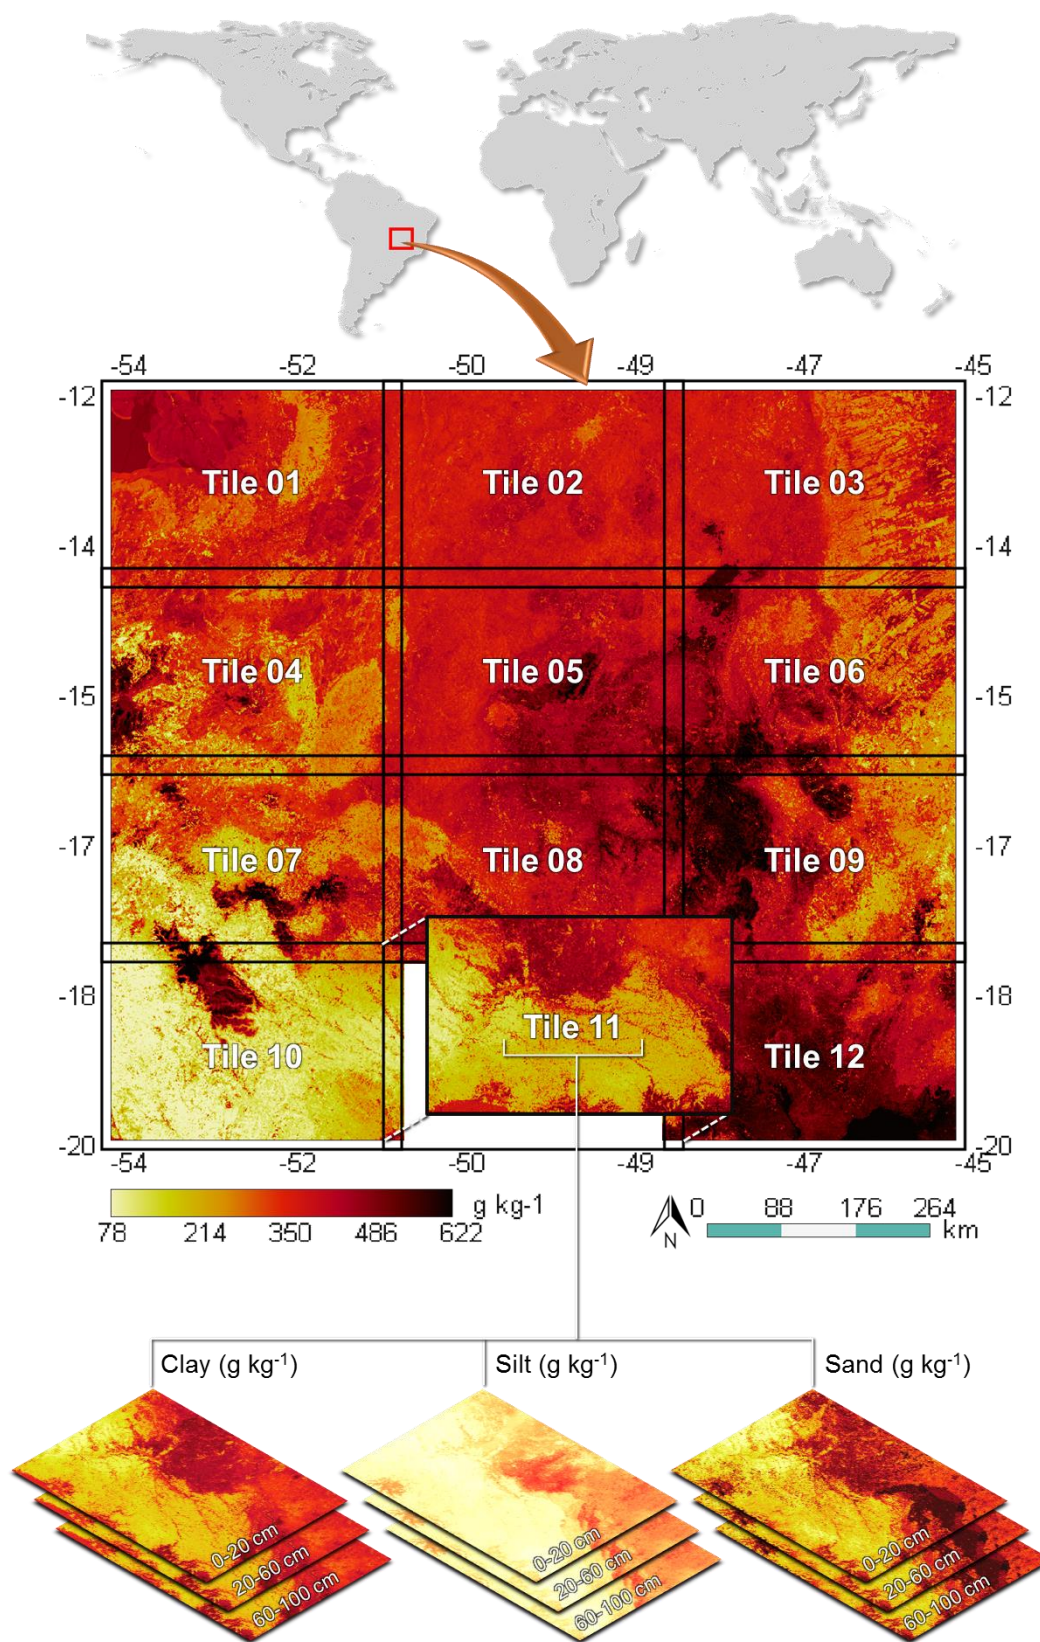 -54 -52 -50 -49 -47 -45
-12 -12
Tile 01 Tile 02 Tile 03
-14 -14
Tile 04 Tile 05 Tile 06
-15 -15
-17 -17
Tile 07 Tile 08 Tile 09
-18 -18
Tile 11
Tile 10 Tile 12
-20 -20
-54 -52 -50 -49 -47 -45
g kg-1
78 214 350 486 622
0 88 176 264
km
N
Clay (g kg-1) Silt (g kg-1) Sand (g kg-1)
0-20 cm 0-20 cm 0-20 cm
20-60 cm 20-60 cm 20-60 cm
60-100 cm 60-100 cm 60-100 cm